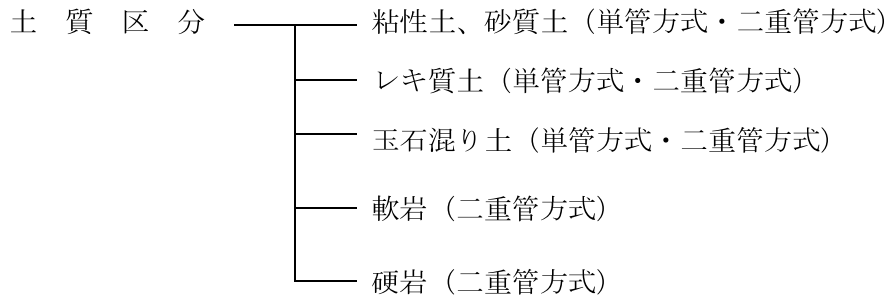 土質区分
粘性土、砂質土（単管方式・二重管方式）
レキ質土（単管方式・二重管方式）
玉石混り土（単管方式・二重管方式）
軟岩（二重管方式）
硬岩（二重管方式）